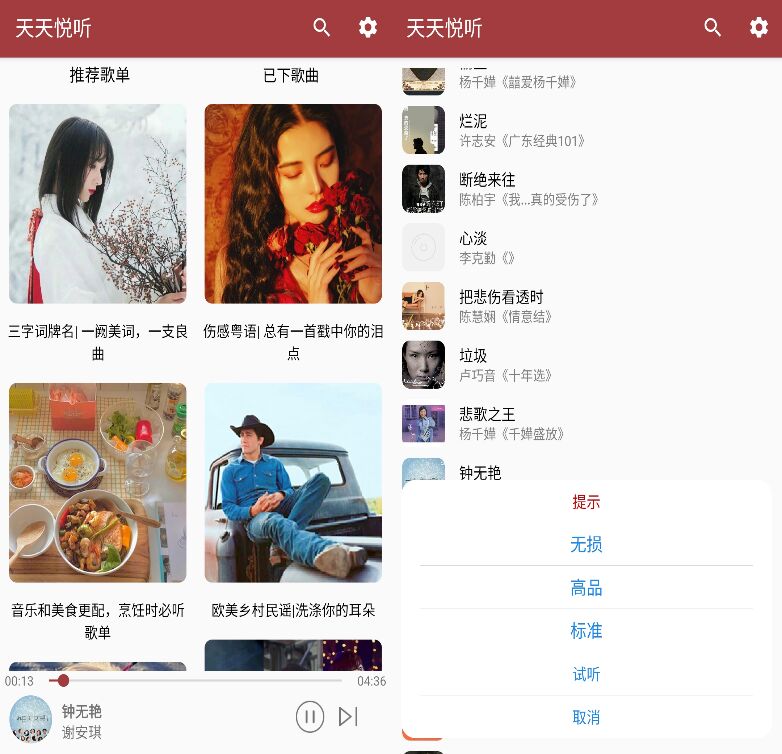 天天悦听
推荐歌单
已下歌曲
三字词牌名| 一阙美词，一支良
曲
伤感粤语| 总有一首戳中你的泪
点
音乐和美食更配，烹饪时必听
歌单
欧美乡村民谣|洗涤你的耳朵
00:13
04:36
钟无艳
谢安琪
天天悦听
杨千嬅《囍爱杨千嬅》
烂泥
许志安《广东经典101》
断绝来往
陈柏宇《我...真的受伤了》
心淡
李克勤《》
把悲伤看透时
陈慧娴《情意结》
垃圾
卢巧音《十年选》
悲歌之王
杨千嬅《千嬅盛放》
钟无艳
提示
无损
高品
标准
试听
取消